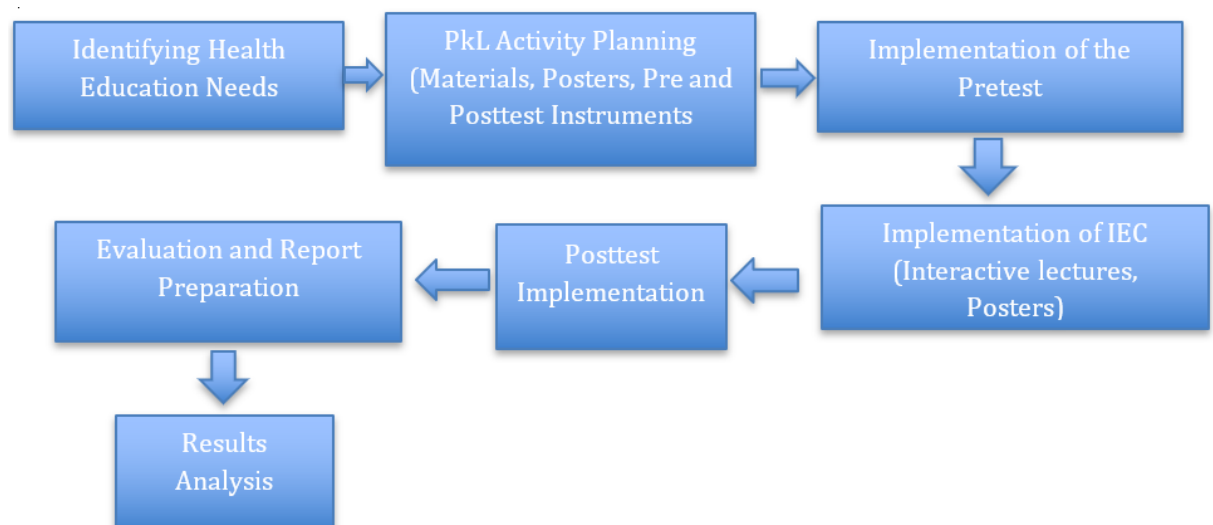 Identifying Health
Education Needs
PkL Activity Planning
(Materials, Posters, Pre and
Posttest Instruments
Implementation of the
Pretest
Implementation of IEC
(Interactive lectures,
Posters)
Posttest
Implementation
Evaluation and Report
Preparation
Results
Analysis